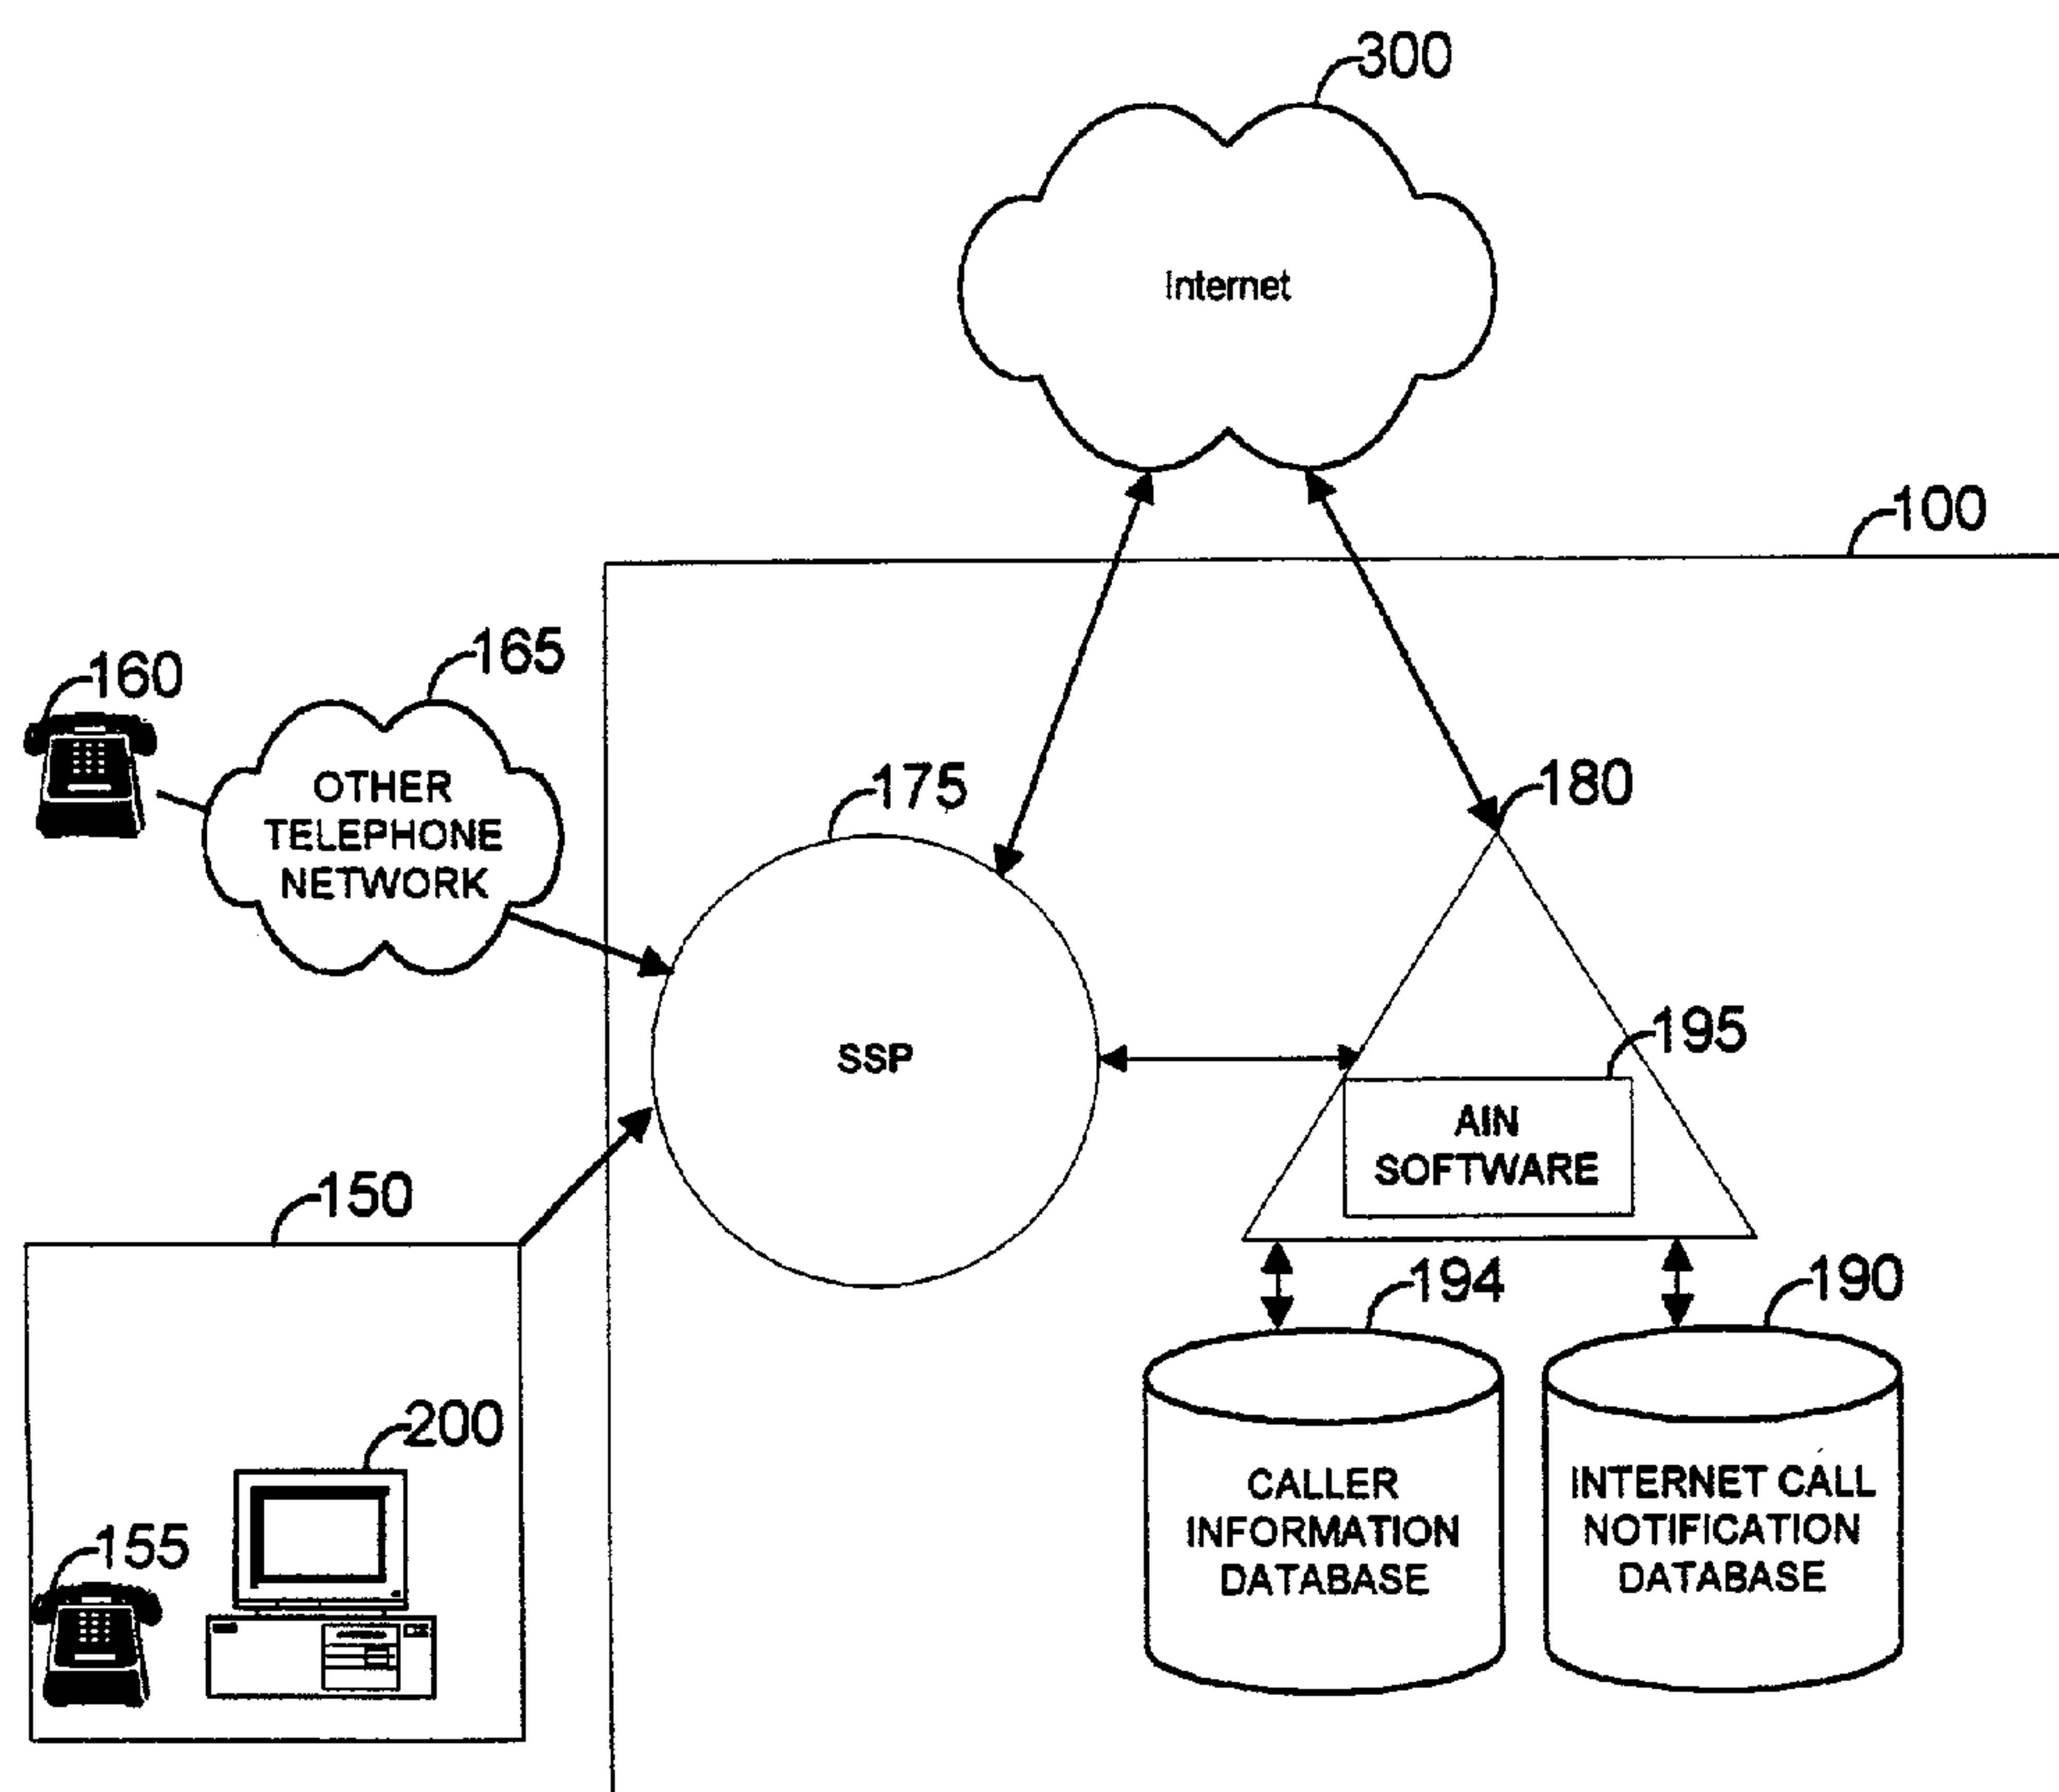 300
Internet
100
160
165
OTHER
TELEPHONE
NETWORK
175
180
SSP
195
AIN
SOFTWARE
150
194
190
200
155
CALLER
INFORMATION
DATABASE
INTERNET CALL
NOTIFICATION
DATABASE